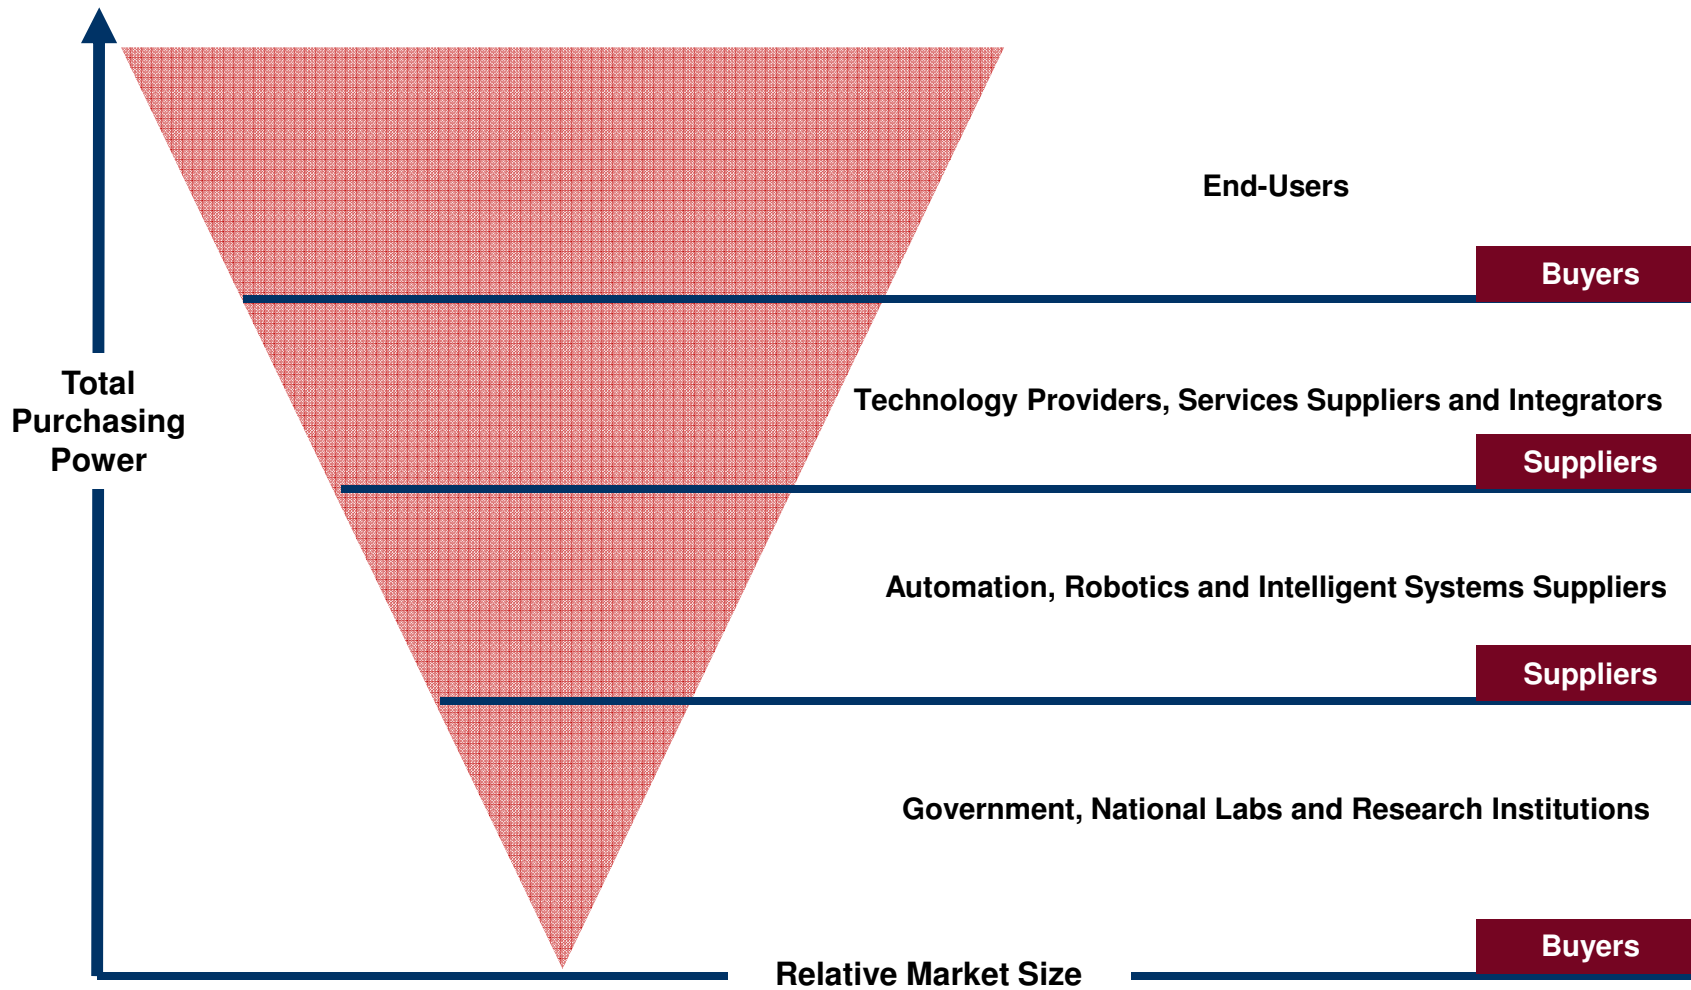 End-Users
Buyers
Total
Purchasing
Power
Technology Providers, Services Suppliers and Integrators
Suppliers
Automation, Robotics and Intelligent Systems Suppliers
Suppliers
Government, National Labs and Research Institutions
Buyers
Relative Market Size